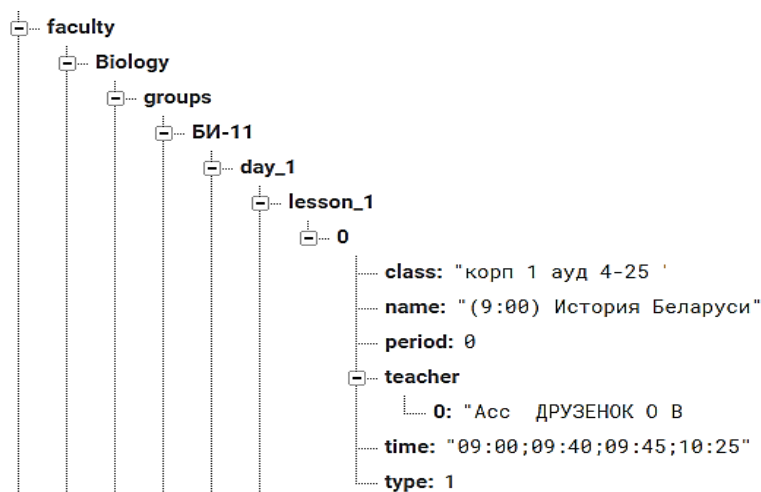 faculty
Biology
groups
БИ-11
day_1
lesson_1
0
class: "корп 1 ауд 4-25 '
name: "(9:00) История Беларуси"
period: 0
teacher
0: "Асс  ДРУЗЕНОК О В
time: "09:00;09:40;09:45;10:25"
type: 1